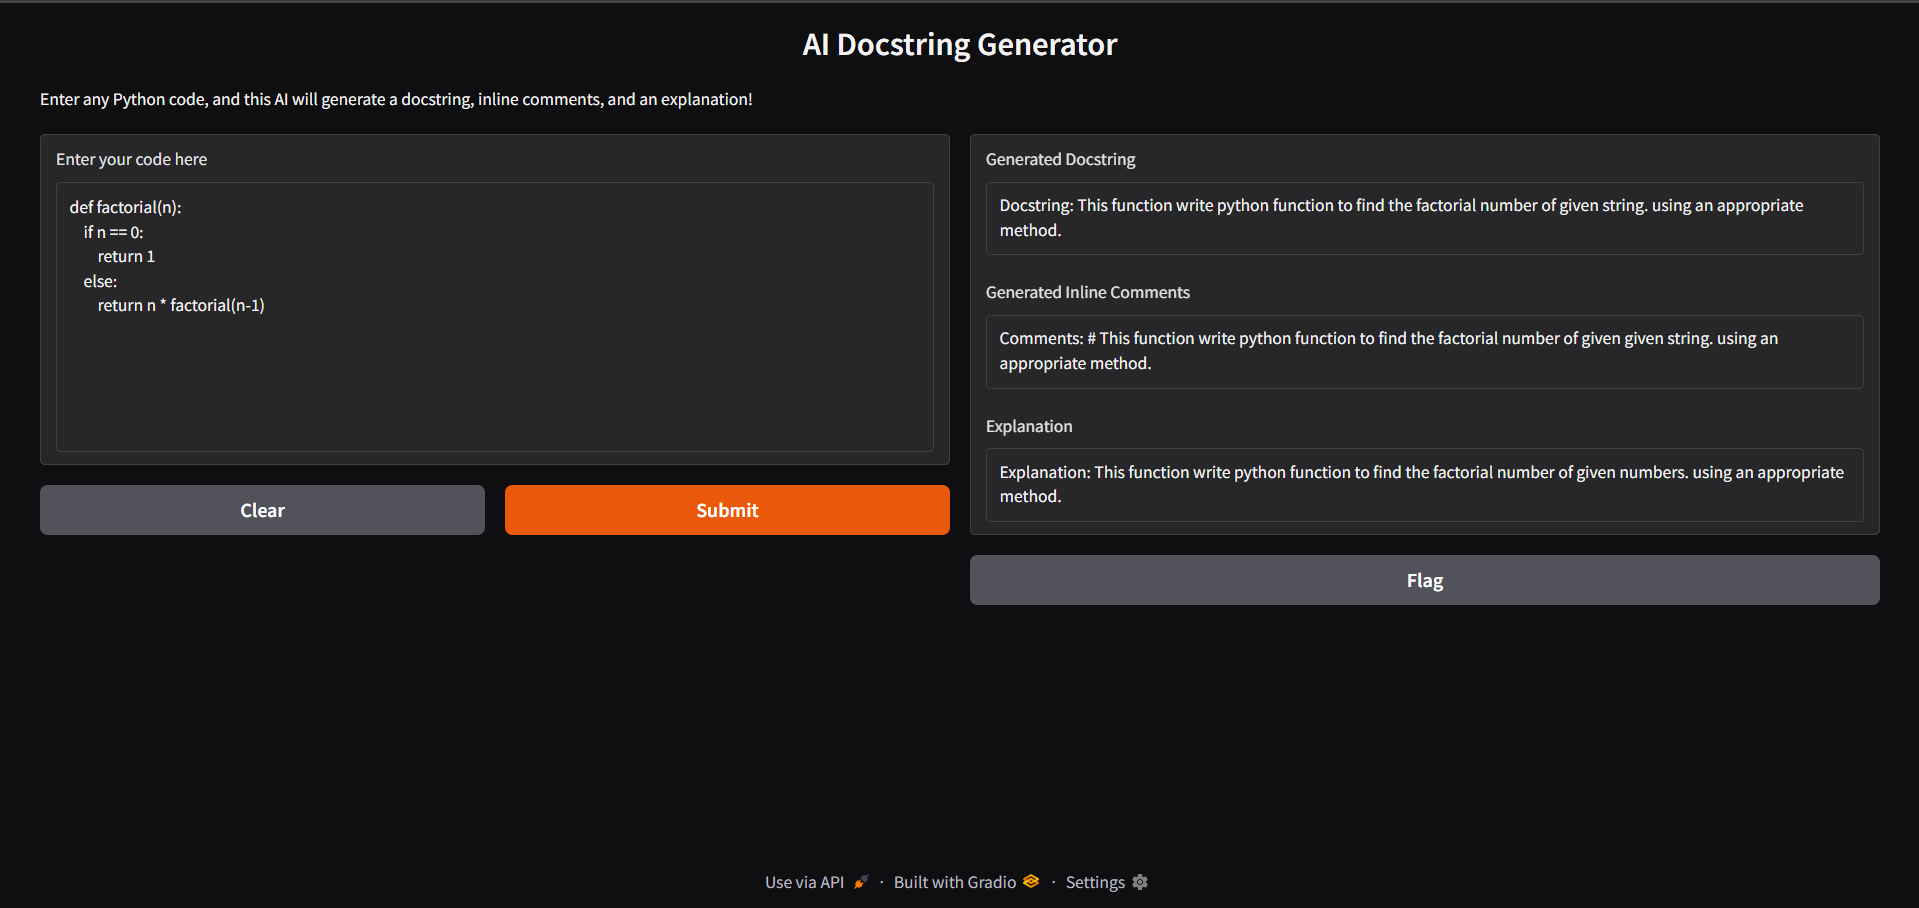 AI Docstring Generator
Enter any Python code, and this AI will generate a docstring, inline comments, and an explanation!
Enter your code here
def factorial(n):
    if n == 0:
        return 1
    else:
        return n * factorial(n-1)
Clear
Submit
Generated Docstring
Docstring: This function write python function to find the factorial number of given string. using an appropriate
method.
Generated Inline Comments
Comments: # This function write python function to find the factorial number of given given string. using an
appropriate method.
Explanation
Explanation: This function write python function to find the factorial number of given numbers. using an appropriate
method.
Flag
Use via API · Built with Gradio · Settings